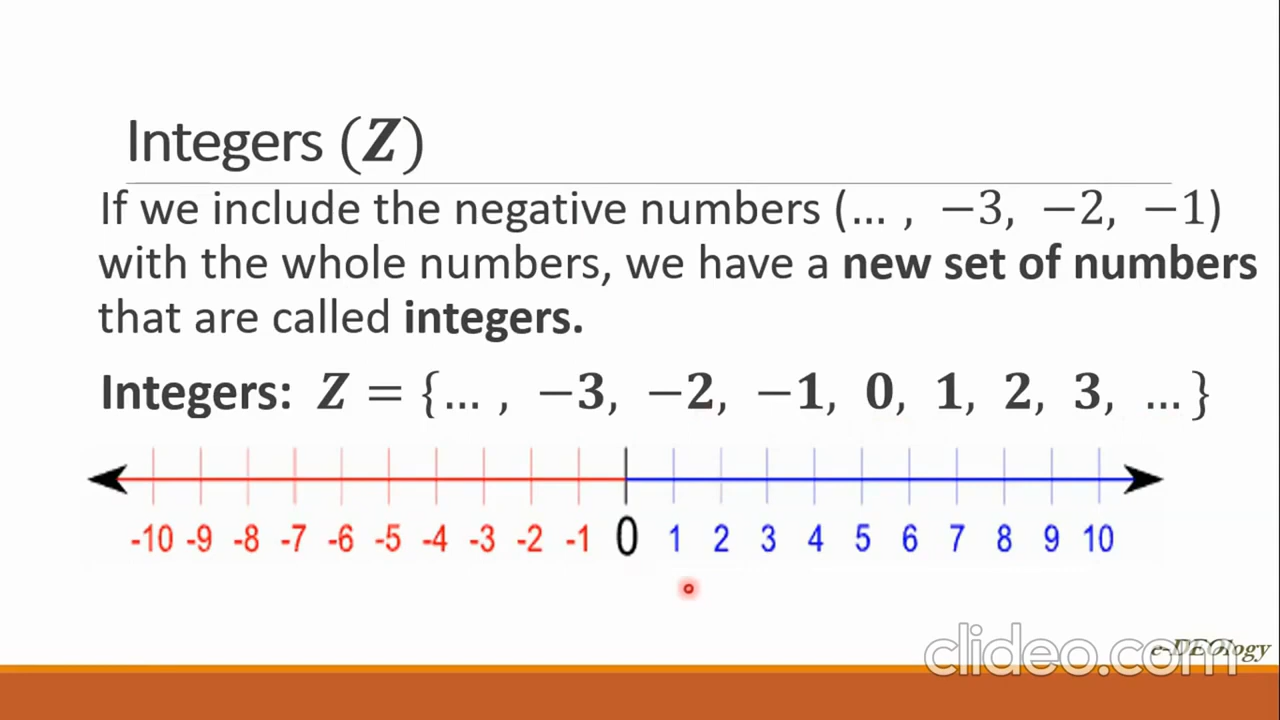 Integers (𝒁)
If we include the negative numbers (… , −3, −2, −1)
with the whole numbers, we have a new set of numbers
that are called integers.
Integers: 𝒁 = {… , −3, −2, −1, 0, 1, 2, 3, …}
-10 -9 -8 -7 -6 -5 -4 -3 -2 -1 0 1 2 3 4 5 6 7 8 9 10
e-DEOlogy
clideo.com